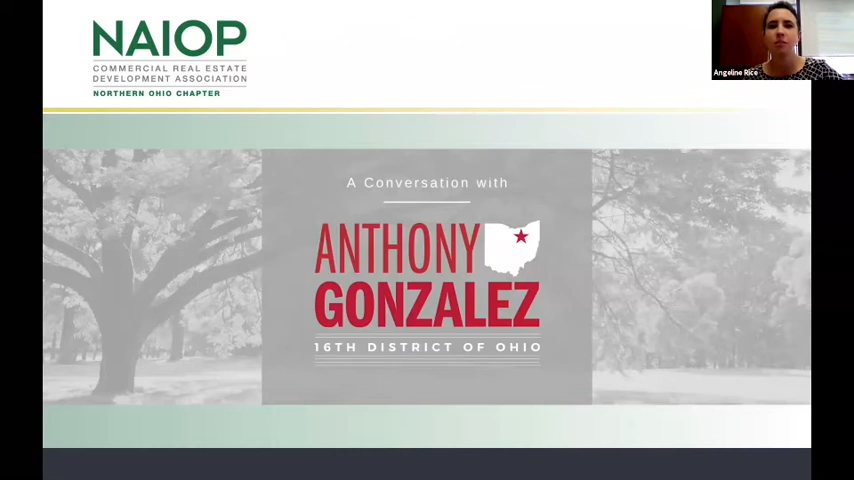 NAIOP
COMMERCIAL REAL ESTATE
DEVELOPMENT ASSOCIATION
NORTHERN OHIO CHAPTER
Angeline Rice
A Conversation with
ANTHONY
GONZALEZ
16TH DISTRICT OF OHIO